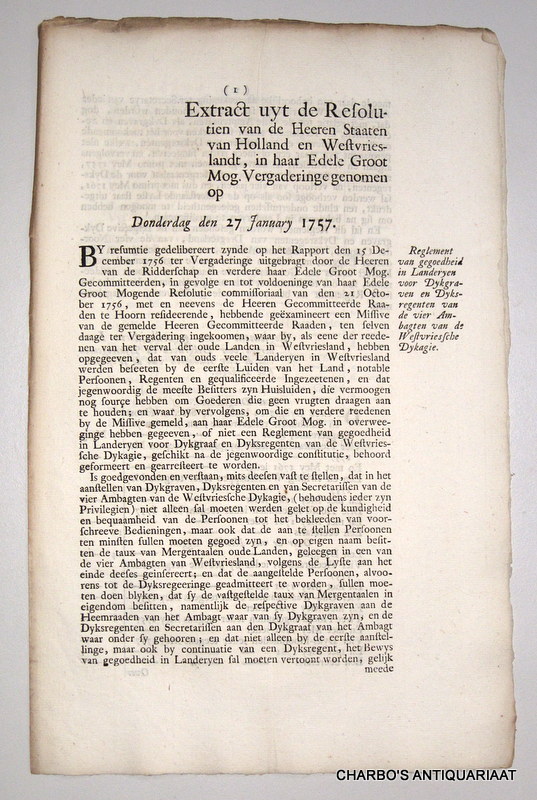 ( 1 )
Extract uyt de Reſolu-
tien van de Heeren Staaten
van Holland en Weſtvries-
landt, in haar Edele Groot
Mog. Vergaderinge genomen
op
Donderdag den 27 January 1757.
BY reſumtie gedelibereert zynde op het Rapport den 15 De-
cember 1756 ter Vergaderinge uitgebragt door de Heeren
van de Ridderſchap en verdere haar Edele Groot Mog.
Gecommitteerden, in gevolge en tot voldoeninge van haar Edele
Groot Mogende Reſolutie commiſſoriaal van den 21 Octo-
ber 1756, met en neevens de Heeren Gecommitteerde Raa-
den te Hoorn reſideerende, hebbende geëxamineert een Miſſive
van de gemelde Heeren Gecommitteerde Raaden, ten ſelven
daage ter Vergadering ingekoomen, waar by, als eene der reede-
nen van het verval der oude Landen in Weſtvriesland, hebben
opgegeeven, dat van ouds veele Landeryen in Weſtvriesland
werden beſeeten by de eerſte Luiden van het Land, notable
Perſoonen, Regenten en gequalificeerde Ingezeetenen, en dat
jegenwoordig de meeſte Beſitters zyn Huisluiden, die vermoogen
nog ſourçe hebben om Goederen die geen vrugten draagen aan
te houden; en waar by vervolgens, om die en verdere reedenen
by de Miſſive gemeld, aan haar Edele Groot Mog. in overwee-
ginge hebben gegeeven, of niet een Reglement van gegoedheid
in Landeryen voor Dykgraaf en Dyksregenten van de Weſtvries-
ſche Dykagie, geſchikt na de jegenwoordige conſtitutie, behoord
geformeert en gearreſteert te worden.
Is goedgevonden en verſtaan, mits deeſen vaſt te ſtellen, dat in het
aanſtellen van Dykgraven, Dyksregenten en van Secretariſſen van de
vier Ambagten van de Weſtvriesſche Dykagie, (behoudens ieder zyn
Privilegien) niet alleen ſal moeten werden gelet op de kundigheid
en bequaamheid van de Perſoonen tot het bekleeden van voor-
ſchreeve Bedieningen, maar ook dat de aan te ſtellen Perſoonen
ten minſten ſullen moeten gegoed zyn, en op eigen naam beſit-
ten de taux van Mergentaalen oude Landen, geleegen in een van
de vier Ambagten van Weſtvriesland, volgens de Lyſte aan het
einde deeſes geinſereert; en dat de aangeſtelde Perſoonen, alvoo-
rens tot de Dyksregeeringe geadmitteert te worden, ſullen moe-
ten doen blyken, dat ſy de vaſtgeſtelde taux van Mergentaalen in
eigendom beſitten, namentlijk de reſpective Dykgraven aan de
Heemraaden van het Ambagt waar van ſy Dykgraven zyn, en de
Dyksregenten en Secretariſſen aan den Dykgraaf van het Ambagt
waar onder ſy gehooren; en dat niet alleen by de eerſte aanſtel-
linge, maar ook by continuatie van een Dyksregent, het Bewys
van gegoedheid in Landeryen ſal moeten vertoont worden, gelijk
meede
Reglement
van gegoedheid
in Landeryen
voor Dykgra-
ven en Dyks-
regenten van
de vier Am-
bagten van de
Weſtvriesſche
Dykagie.
CHARBO'S ANTIQUARIAAT